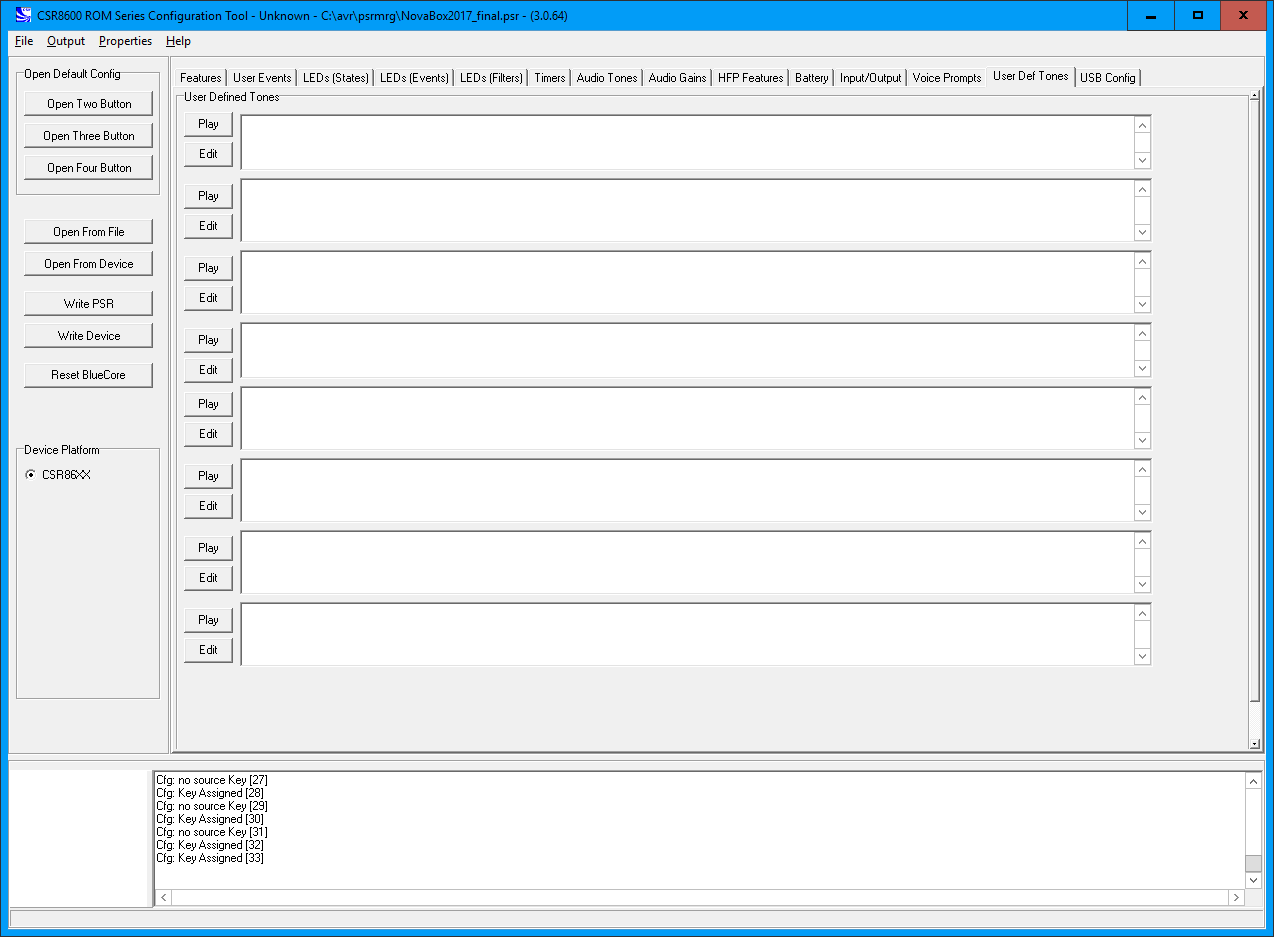 CSR8600 ROM Series Configuration Tool - Unknown - C:\avr\psrmrg\NovaBox2017_final.psr - (3.0.64)
File Output Properties Help
Open Default Config
Open Two Button
Open Three Button
Open Four Button
Open From File
Open From Device
Write PSR
Write Device
Reset BlueCore
Device Platform
CSR86XX
Features User Events LEDs (States) LEDs (Events) LEDs (Filters) Timers Audio Tones Audio Gains HFP Features Battery Input/Output Voice Prompts User Def Tones USB Config
User Defined Tones
Play
Edit
Play
Edit
Play
Edit
Play
Edit
Play
Edit
Play
Edit
Play
Edit
Play
Edit
Cfg: no source Key [27]
Cfg: Key Assigned [28]
Cfg: no source Key [29]
Cfg: Key Assigned [30]
Cfg: no source Key [31]
Cfg: Key Assigned [32]
Cfg: Key Assigned [33]